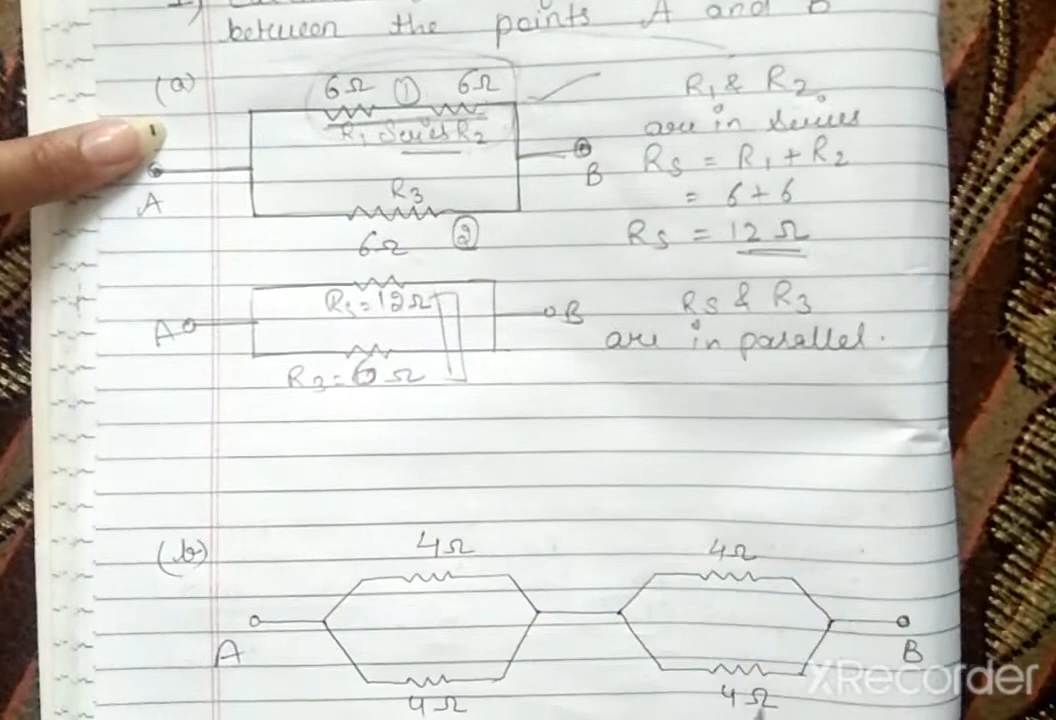 between the points A and B
(a) 6Ω ① 6Ω
R1 Series R2
A
R3
6Ω ②
B
R1 & R2
are in series
Rs = R1 + R2
= 6 + 6
Rs = 12 Ω
A
Rs = 12Ω
R3 = 6 Ω
B
Rs & R3
are in parallel.
(b) 4Ω 4Ω
A B
4Ω 4Ω
XRecorder